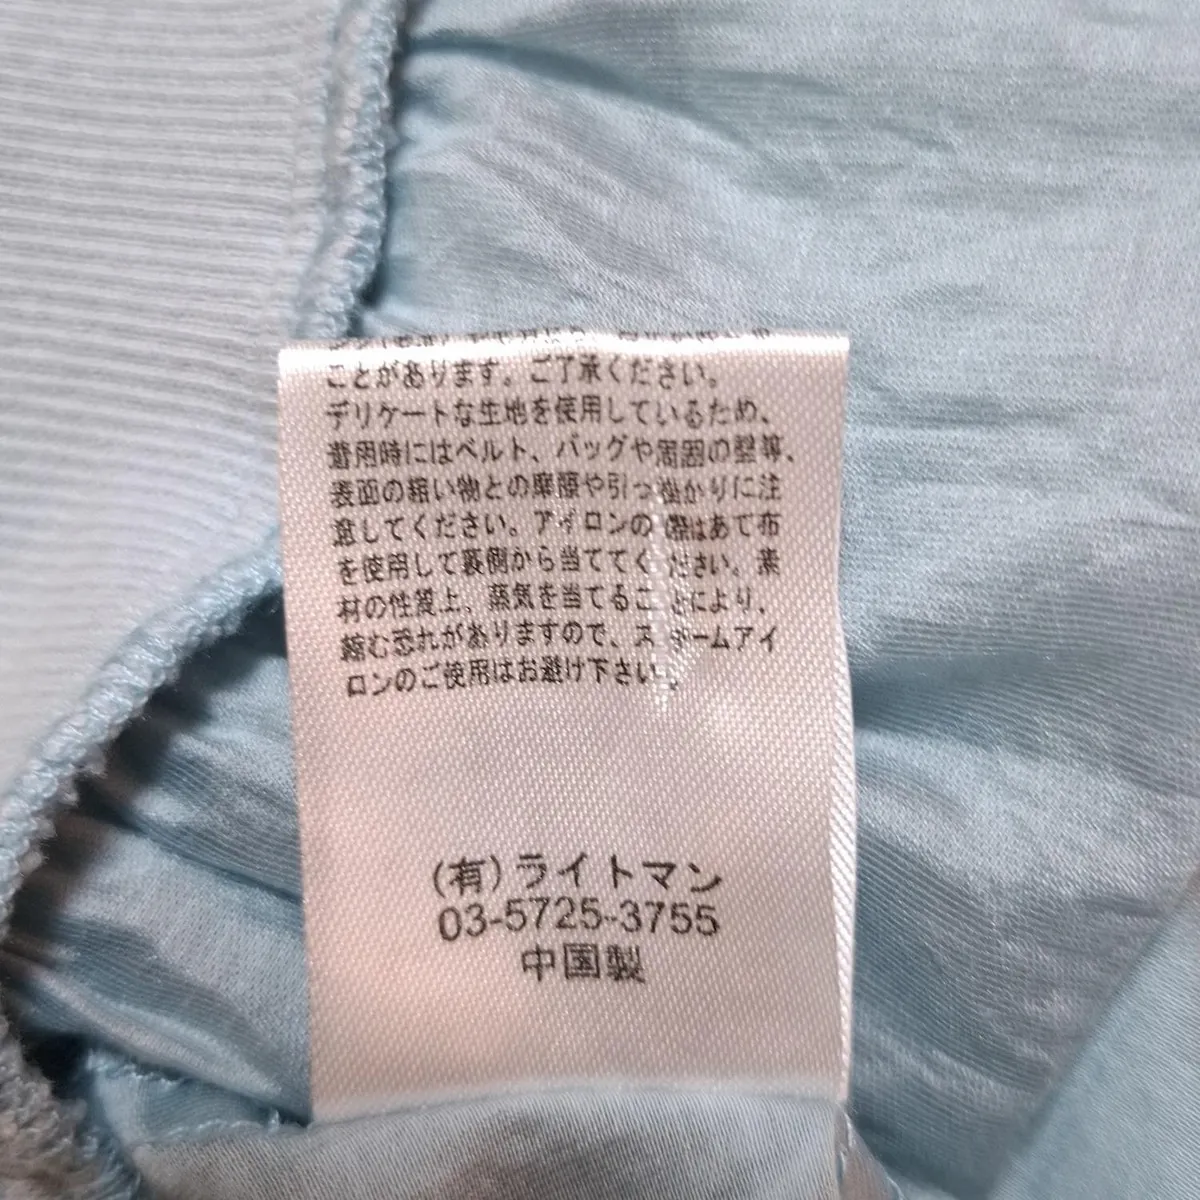 ことがあります。ご了承ください。
デリケートな生地を使用しているため、
着用時にはベルト、バッグや周囲の壁等、
表面の粗い物との摩擦や引っ掛かりに注
意してください。アイロンの際はあて布
を使用して裏側から当ててください。素
材の性質上、蒸気を当てることにより、
縮む恐れがありますので、スチームアイ
ロンのご使用はお避け下さい。
(有)ライトマン
03-5725-3755
中国製